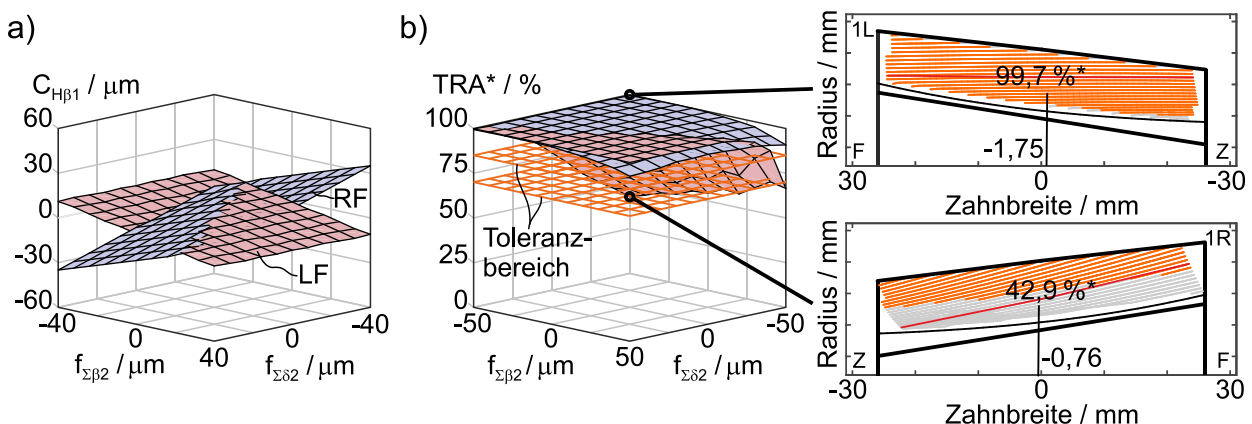 a)
C_Hβ1 / μm
60
30
0
-30
-60
RF
LF
-40
0
40
0
-40
f_Σβ2 / μm
f_Σδ2 / μm
b)
TRA* / %
100
75
50
25
0
Toleranz-
bereich
-50
0
50
0
-50
f_Σβ2 / μm
f_Σδ2 / μm
Radius / mm
1L
99,7 %*
-1,75
F
Z
30
0
-30
Zahnbreite / mm
Radius / mm
1R
42,9 %*
-0,76
Z
F
-30
0
30
Zahnbreite / mm